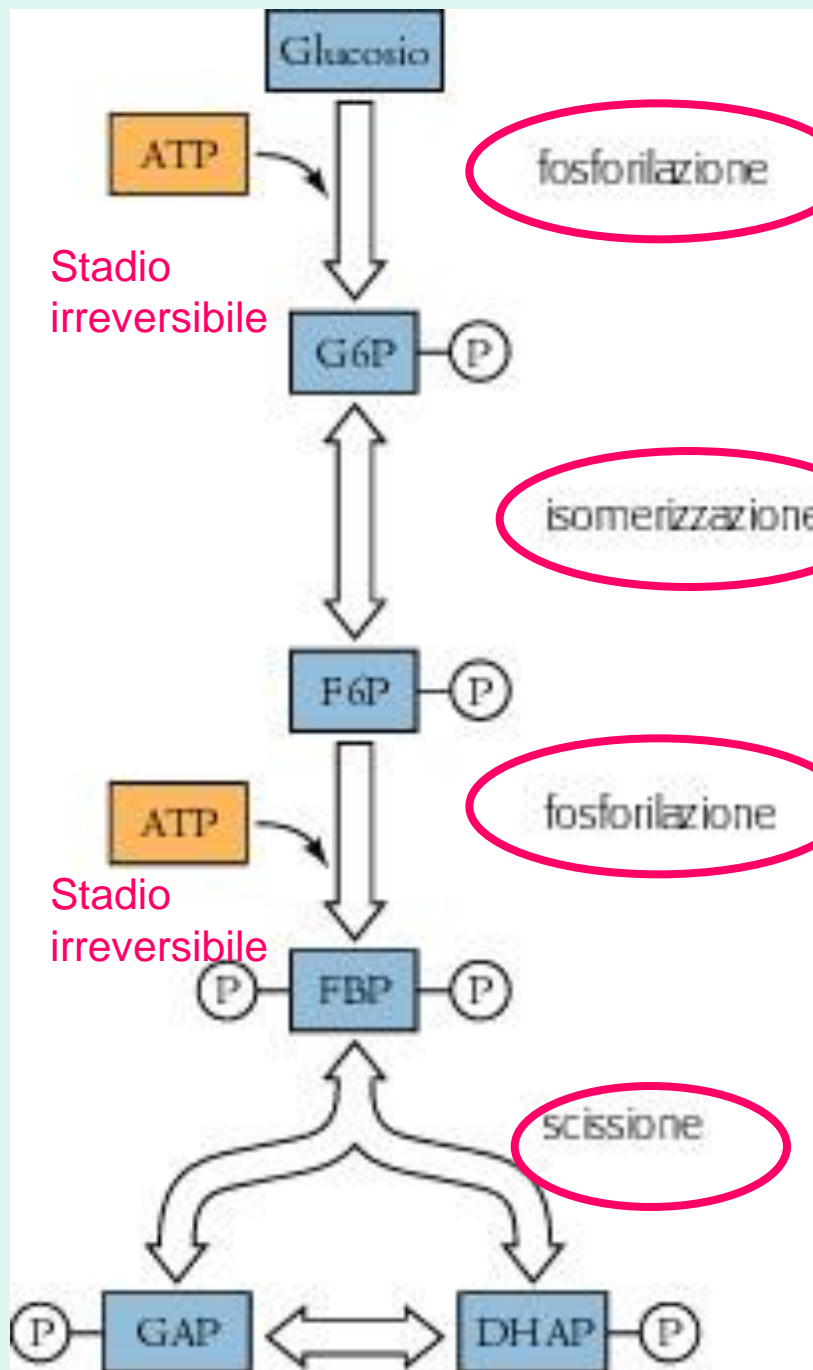 Glucosio
ATP
fosforilazione
Stadio
irreversibile
G6P
P
isomerizzazione
F6P
P
ATP
fosforilazione
Stadio
irreversibile
P
FBP
P
scissione
P
GAP
DHAP
P